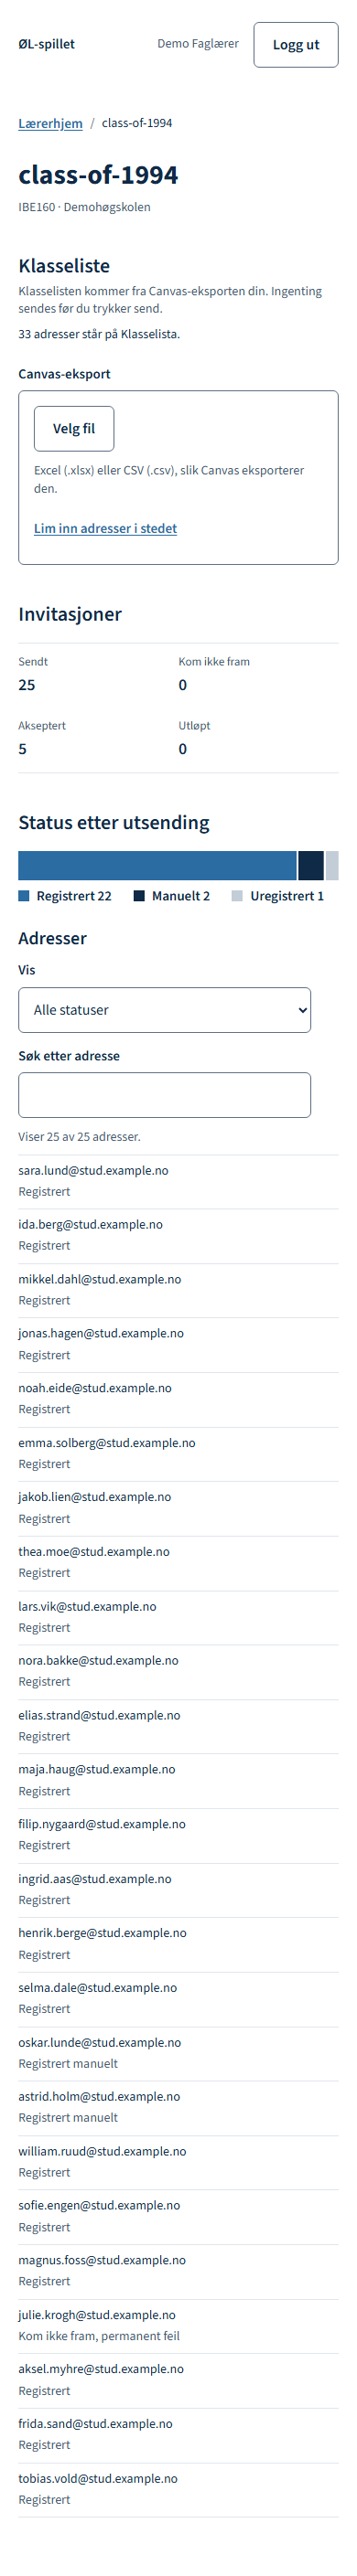 ØL-spillet
Demo Faglærer
Logg ut
Lærerhjem / class-of-1994
class-of-1994
IBE160 · Demohøgskolen
Klasseliste
Klasselisten kommer fra Canvas-eksporten din. Ingenting
sendes før du trykker send.
33 adresser står på Klasselista.
Canvas-eksport
Velg fil
Excel (.xlsx) eller CSV (.csv), slik Canvas eksporterer
den.
Lim inn adresser i stedet
Invitasjoner
Sendt
25
Kom ikke fram
0
Akseptert
5
Utløpt
0
Status etter utsending
Registrert 22
Manuelt 2
Uregistrert 1
Adresser
Vis
Alle statuser
Søk etter adresse
Viser 25 av 25 adresser.
sara.lund@stud.example.no
Registrert
ida.berg@stud.example.no
Registrert
mikkel.dahl@stud.example.no
Registrert
jonas.hagen@stud.example.no
Registrert
noah.eide@stud.example.no
Registrert
emma.solberg@stud.example.no
Registrert
jakob.lien@stud.example.no
Registrert
thea.moe@stud.example.no
Registrert
lars.vik@stud.example.no
Registrert
nora.bakke@stud.example.no
Registrert
elias.strand@stud.example.no
Registrert
maja.haug@stud.example.no
Registrert
filip.nygaard@stud.example.no
Registrert
ingrid.aas@stud.example.no
Registrert
henrik.berge@stud.example.no
Registrert
selma.dale@stud.example.no
Registrert
oskar.lunde@stud.example.no
Registrert manuelt
astrid.holm@stud.example.no
Registrert manuelt
william.ruud@stud.example.no
Registrert
sofie.engen@stud.example.no
Registrert
magnus.foss@stud.example.no
Registrert
julie.krogh@stud.example.no
Kom ikke fram, permanent feil
aksel.myhre@stud.example.no
Registrert
frida.sand@stud.example.no
Registrert
tobias.vold@stud.example.no
Registrert